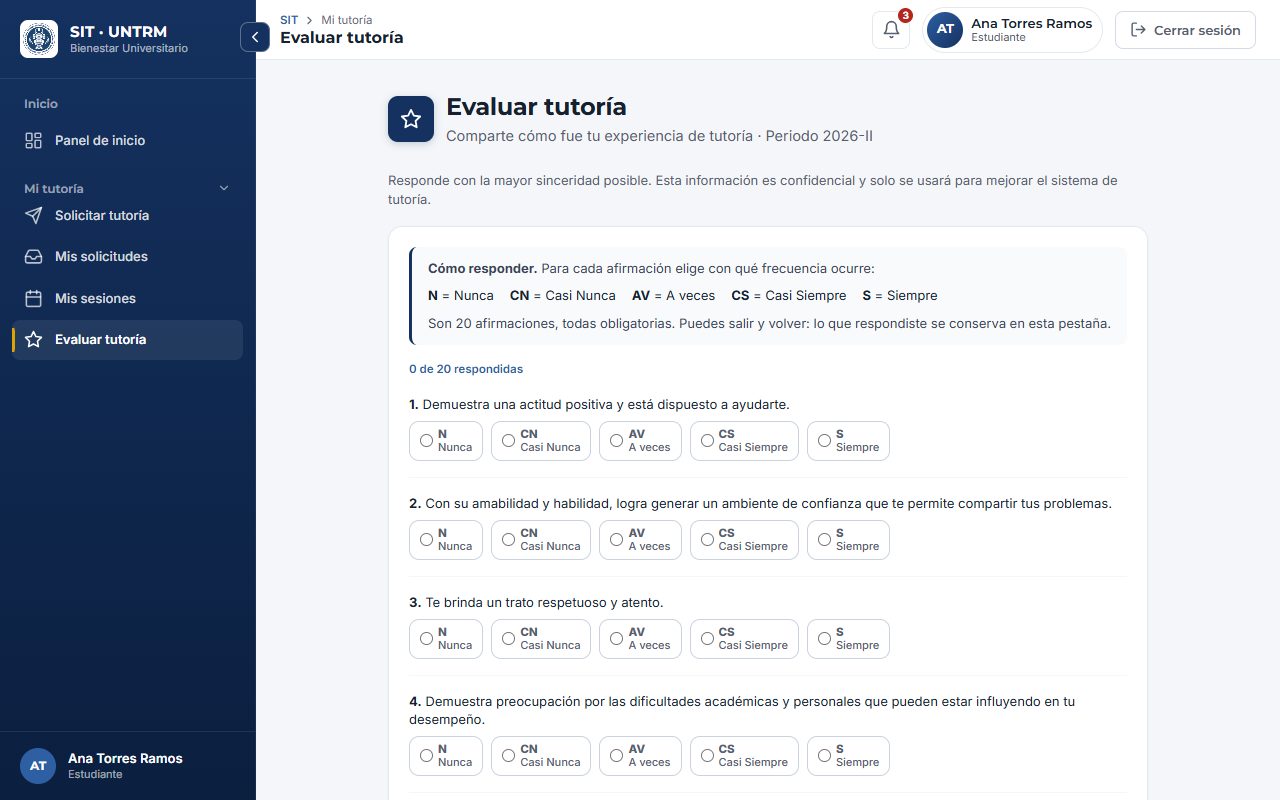 SIT · UNTRM
Bienestar Universitario
Inicio
Panel de inicio
Mi tutoría
Solicitar tutoría
Mis solicitudes
Mis sesiones
Evaluar tutoría
AT
Ana Torres Ramos
Estudiante
SIT > Mi tutoría
Evaluar tutoría
3
AT
Ana Torres Ramos
Estudiante
Cerrar sesión
Evaluar tutoría
Comparte cómo fue tu experiencia de tutoría · Periodo 2026-II
Responde con la mayor sinceridad posible. Esta información es confidencial y solo se usará para mejorar el sistema de
tutoría.
Cómo responder. Para cada afirmación elige con qué frecuencia ocurre:
N = Nunca CN = Casi Nunca AV = A veces CS = Casi Siempre S = Siempre
Son 20 afirmaciones, todas obligatorias. Puedes salir y volver: lo que respondiste se conserva en esta pestaña.
0 de 20 respondidas
1. Demuestra una actitud positiva y está dispuesto a ayudarte.
N CN AV CS S
Nunca Casi Nunca A veces Casi Siempre Siempre
2. Con su amabilidad y habilidad, logra generar un ambiente de confianza que te permite compartir tus problemas.
N CN AV CS S
Nunca Casi Nunca A veces Casi Siempre Siempre
3. Te brinda un trato respetuoso y atento.
N CN AV CS S
Nunca Casi Nunca A veces Casi Siempre Siempre
4. Demuestra preocupación por las dificultades académicas y personales que pueden estar influyendo en tu
desempeño.
N CN AV CS S
Nunca Casi Nunca A veces Casi Siempre Siempre